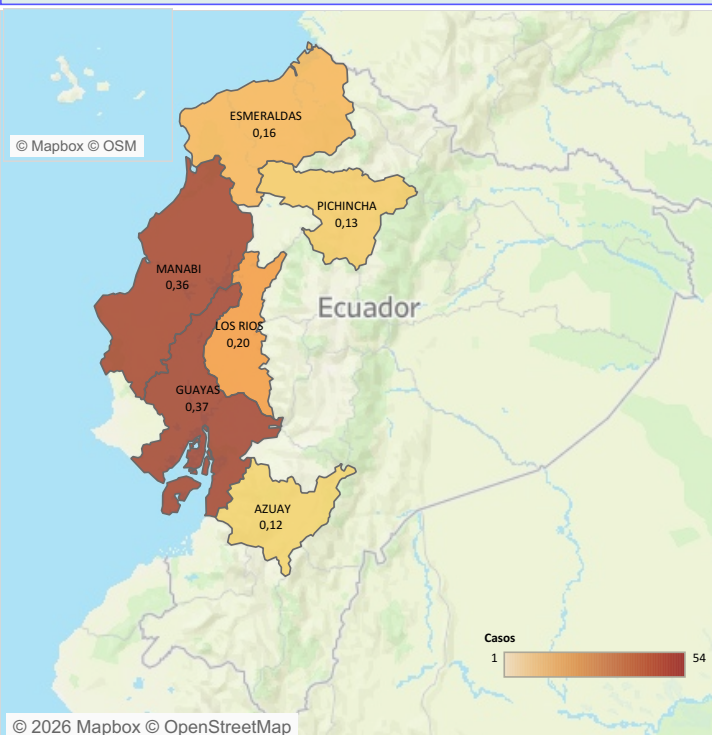 © Mapbox © OSM
ESMERALDAS
0,16
PICHINCHA
0,13
MANABI
0,36
Ecuador
LOS RIOS
0,20
GUAYAS
0,37
AZUAY
0,12
Casos
1
54
© 2026 Mapbox © OpenStreetMap